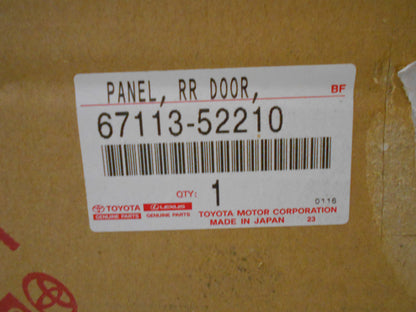 PANEL, RR DOOR,
BF
67113-52210
QTY: 1
0116
TOYOTA LEXUS
GENUINE PARTS GENUINE PARTS
TOYOTA MOTOR CORPORATION
MADE IN JAPAN 23